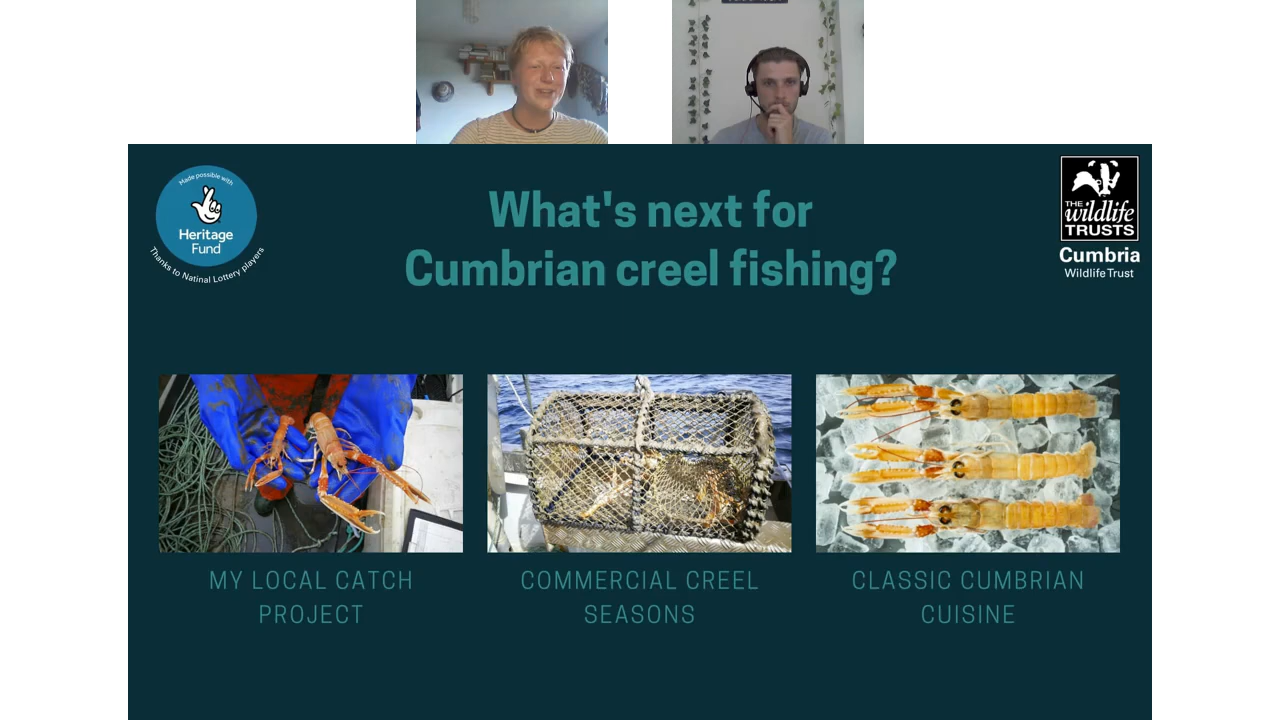 Made possible with
Heritage
Fund
Thanks to Natinal Lottery players
What's next for
Cumbrian creel fishing?
THE
wildlife
TRUSTS
Cumbria
Wildlife Trust
MY LOCAL CATCH
PROJECT
COMMERCIAL CREEL
SEASONS
CLASSIC CUMBRIAN
CUISINE